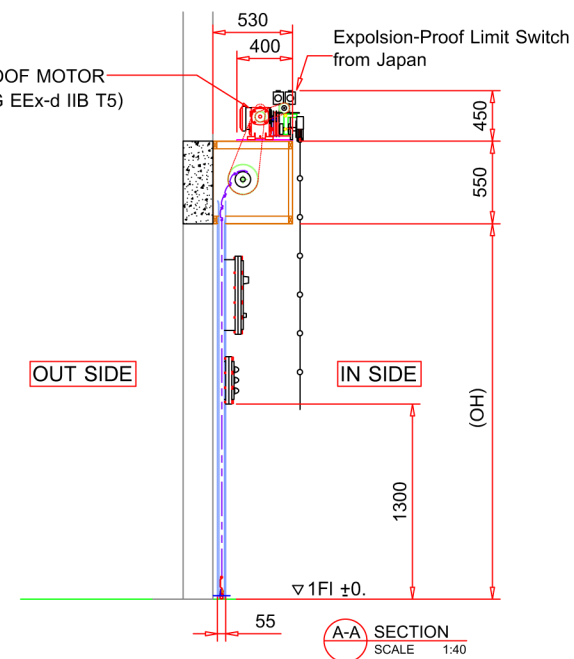 530
400
Expolsion-Proof Limit Switch
from Japan
OOF MOTOR
G EEx-d IIB T5)
450
550
OUT SIDE
IN SIDE
(OH)
1300
1Fl ±0.
55
A-A SECTION
SCALE 1:40